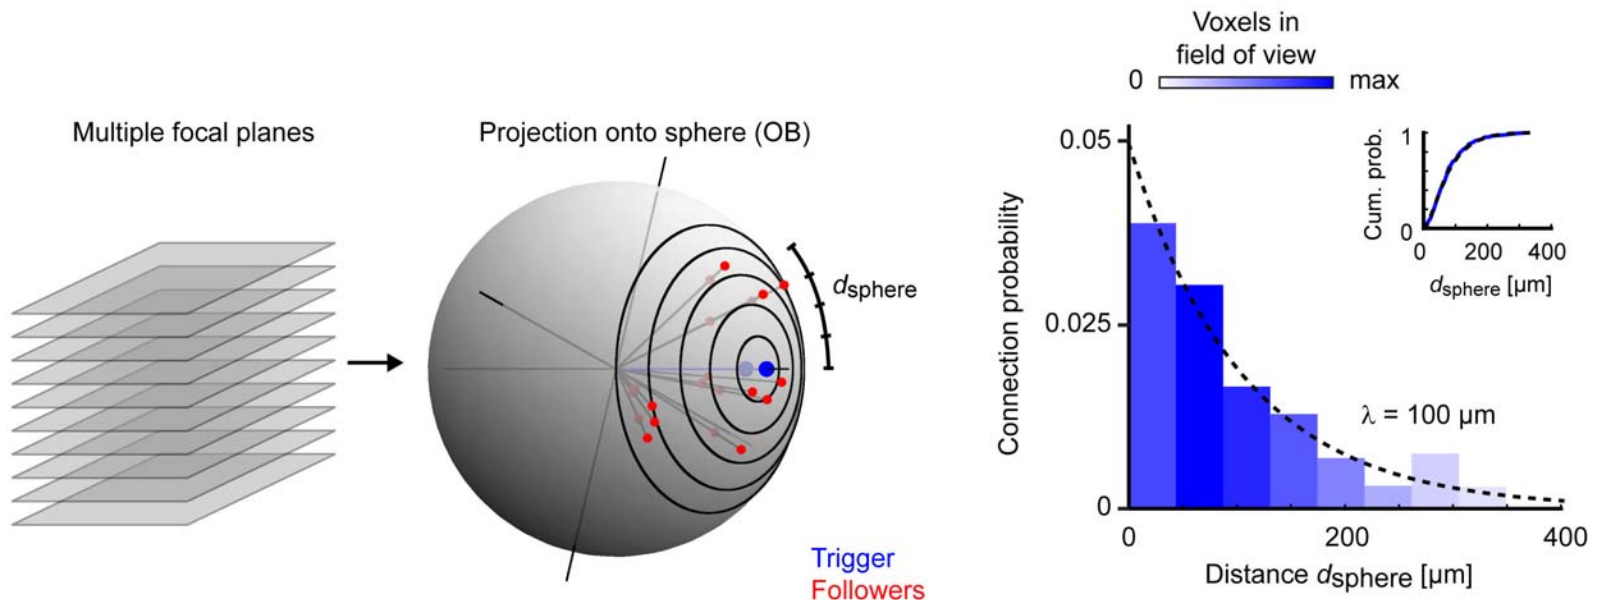 Multiple focal planes
Projection onto sphere (OB)
dsphere
Trigger
Followers
Voxels in
field of view
0 max
0.05
0.025
0
Connection probability
λ = 100 µm
0 200 400
Distance dsphere [µm]
1
0
Cum. prob.
0 200 400
dsphere [µm]